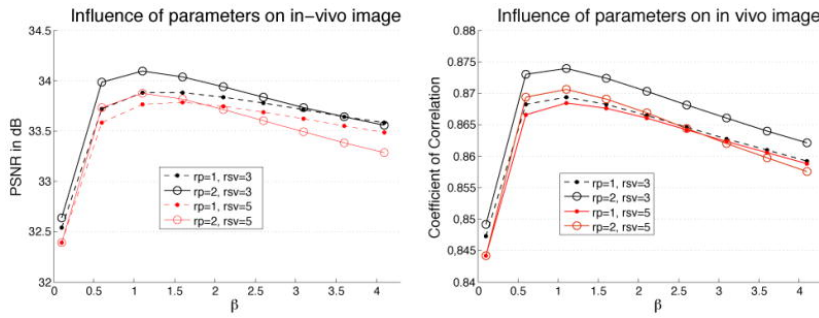 Influence of parameters on in-vivo image
34.5
34
33.5
33
32.5
32
PSNR in dB
rp=1, rsv=3
rp=2, rsv=3
rp=1, rsv=5
rp=2, rsv=5
0 0.5 1 1.5 2 2.5 3 3.5 4
β
Influence of parameters on in vivo image
0.88
0.875
0.87
0.865
0.86
0.855
0.85
0.845
0.84
Coefficient of Correlation
rp=1, rsv=3
rp=2, rsv=3
rp=1, rsv=5
rp=2, rsv=5
0 0.5 1 1.5 2 2.5 3 3.5 4
β